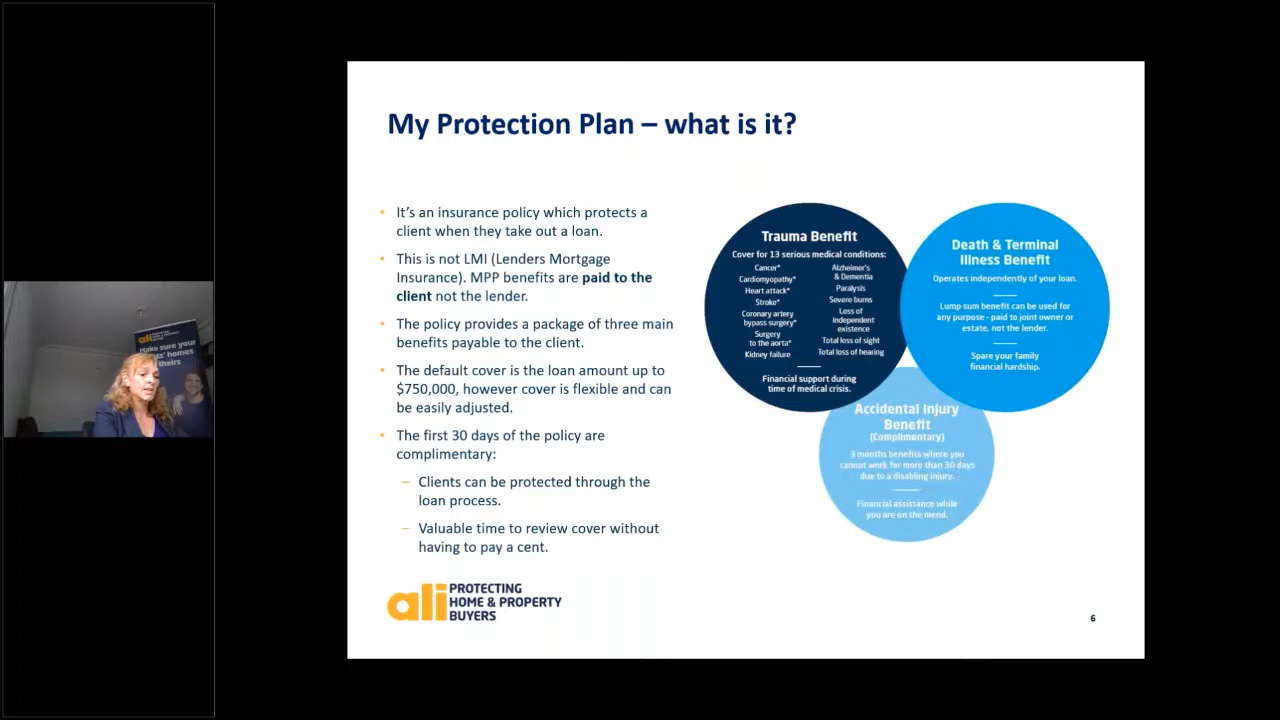 My Protection Plan – what is it?
▪ It's an insurance policy which protects a
client when they take out a loan.
▪ This is not LMI (Lenders Mortgage
Insurance). MPP benefits are paid to the
client not the lender.
▪ The policy provides a package of three main
benefits payable to the client.
▪ The default cover is the loan amount up to
$750,000, however cover is flexible and can
be easily adjusted.
▪ The first 30 days of the policy are
complimentary:
– Clients can be protected through the
loan process.
– Valuable time to review cover without
having to pay a cent.
Trauma Benefit
Cover for 13 serious medical conditions:
Cancer*
Cardiomyopathy*
Heart attack*
Stroke*
Coronary artery
bypass surgery*
Surgery
to the aorta*
Kidney failure
Alzheimer's
& Dementia
Paralysis
Severe burns
Loss of
independent
existence
Total loss of sight
Total loss of hearing
Financial support during
time of medical crisis.
Death & Terminal
Illness Benefit
Operates independently of your loan.
Lump sum benefit can be used for
any purpose - paid to joint owner or
estate, not the lender.
Spare your family
financial hardship.
Accidental Injury
Benefit
(Complimentary)
3 months benefits where you
cannot work for more than 30 days
due to a disabling injury.
Financial assistance while
you are on the mend.
ali PROTECTING
HOME & PROPERTY
BUYERS
6
ali
Make sure your
homes